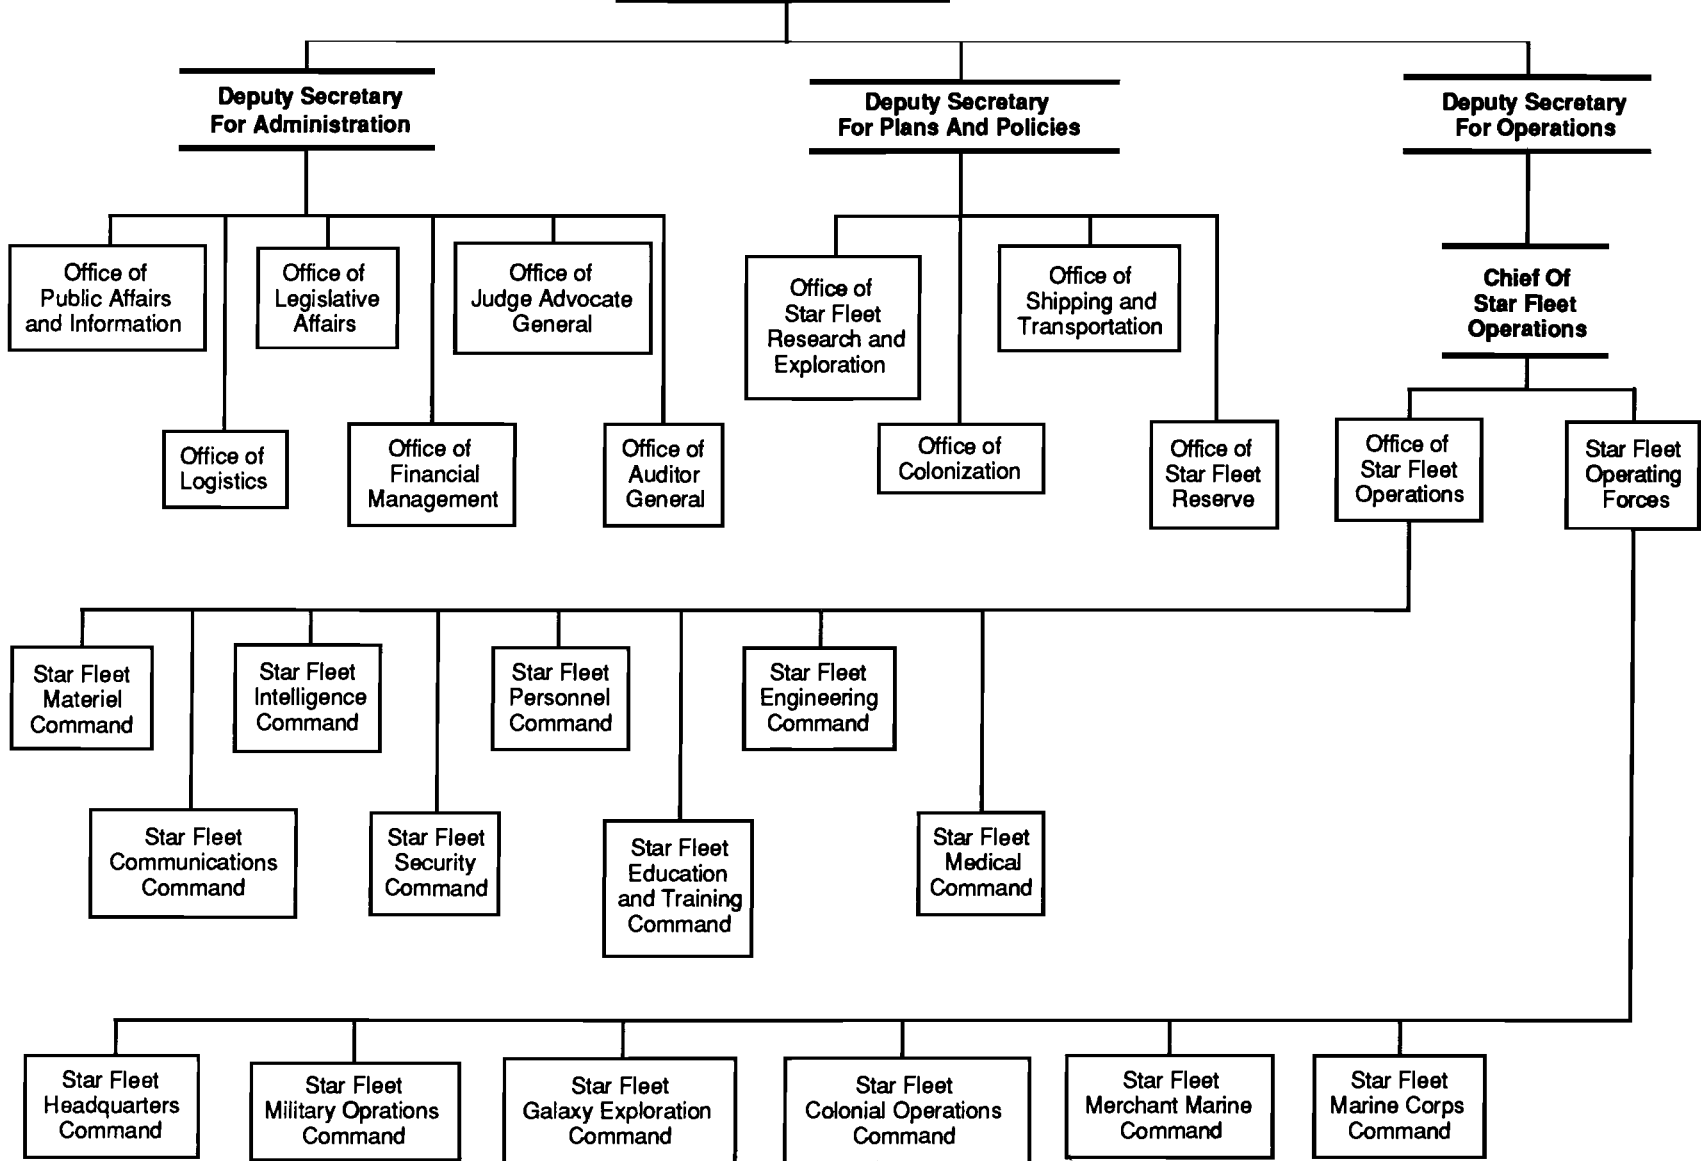 Deputy Secretary
For Administration
Deputy Secretary
For Plans And Policies
Deputy Secretary
For Operations
Office of
Public Affairs
and Information
Office of
Legislative
Affairs
Office of
Judge Advocate
General
Office of
Star Fleet
Research and
Exploration
Office of
Shipping and
Transportation
Chief Of
Star Fleet
Operations
Office of
Logistics
Office of
Financial
Management
Office of
Auditor
General
Office of
Colonization
Office of
Star Fleet
Reserve
Office of
Star Fleet
Operations
Star Fleet
Operating
Forces
Star Fleet
Materiel
Command
Star Fleet
Intelligence
Command
Star Fleet
Personnel
Command
Star Fleet
Engineering
Command
Star Fleet
Communications
Command
Star Fleet
Security
Command
Star Fleet
Education
and Training
Command
Star Fleet
Medical
Command
Star Fleet
Headquarters
Command
Star Fleet
Military Oprations
Command
Star Fleet
Galaxy Exploration
Command
Star Fleet
Colonial Operations
Command
Star Fleet
Merchant Marine
Command
Star Fleet
Marine Corps
Command